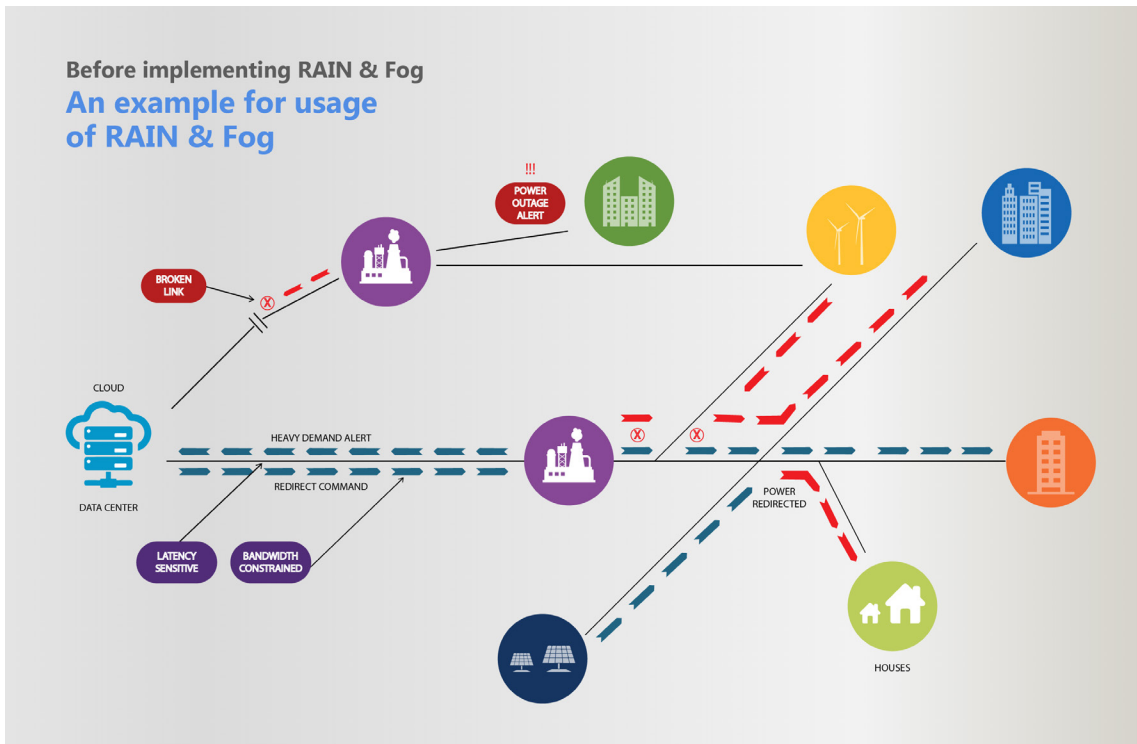 Before implementing RAIN & Fog
An example for usage
of RAIN & Fog
!!!
POWER
OUTAGE
ALERT
BROKEN
LINK
X
CLOUD
HEAVY DEMAND ALERT
X
X
REDIRECT COMMAND
DATA CENTER
POWER
REDIRECTED
LATENCY
SENSITIVE
BANDWIDTH
CONSTRAINED
HOUSES